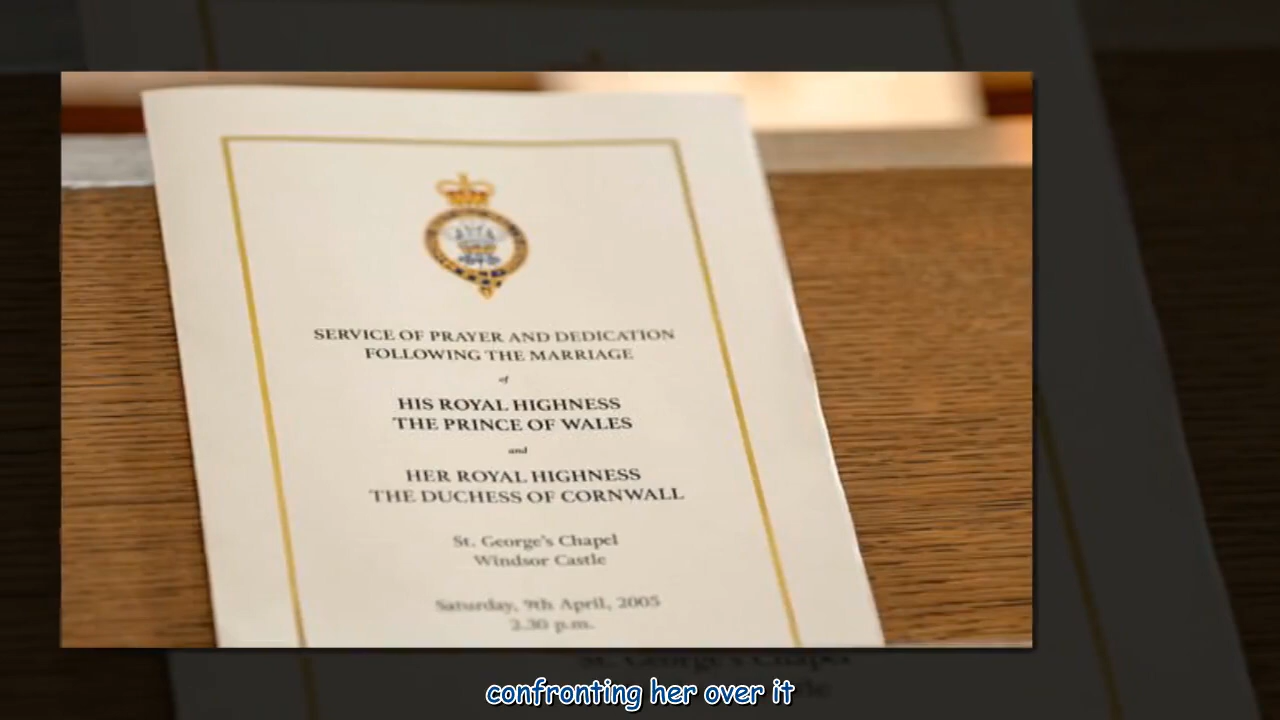 SERVICE OF PRAYER AND DEDICATION
FOLLOWING THE MARRIAGE
of
HIS ROYAL HIGHNESS
THE PRINCE OF WALES
and
HER ROYAL HIGHNESS
THE DUCHESS OF CORNWALL
St. George's Chapel
Windsor Castle
Saturday, 9th April, 2005
2.30 p.m.
confronting her over it